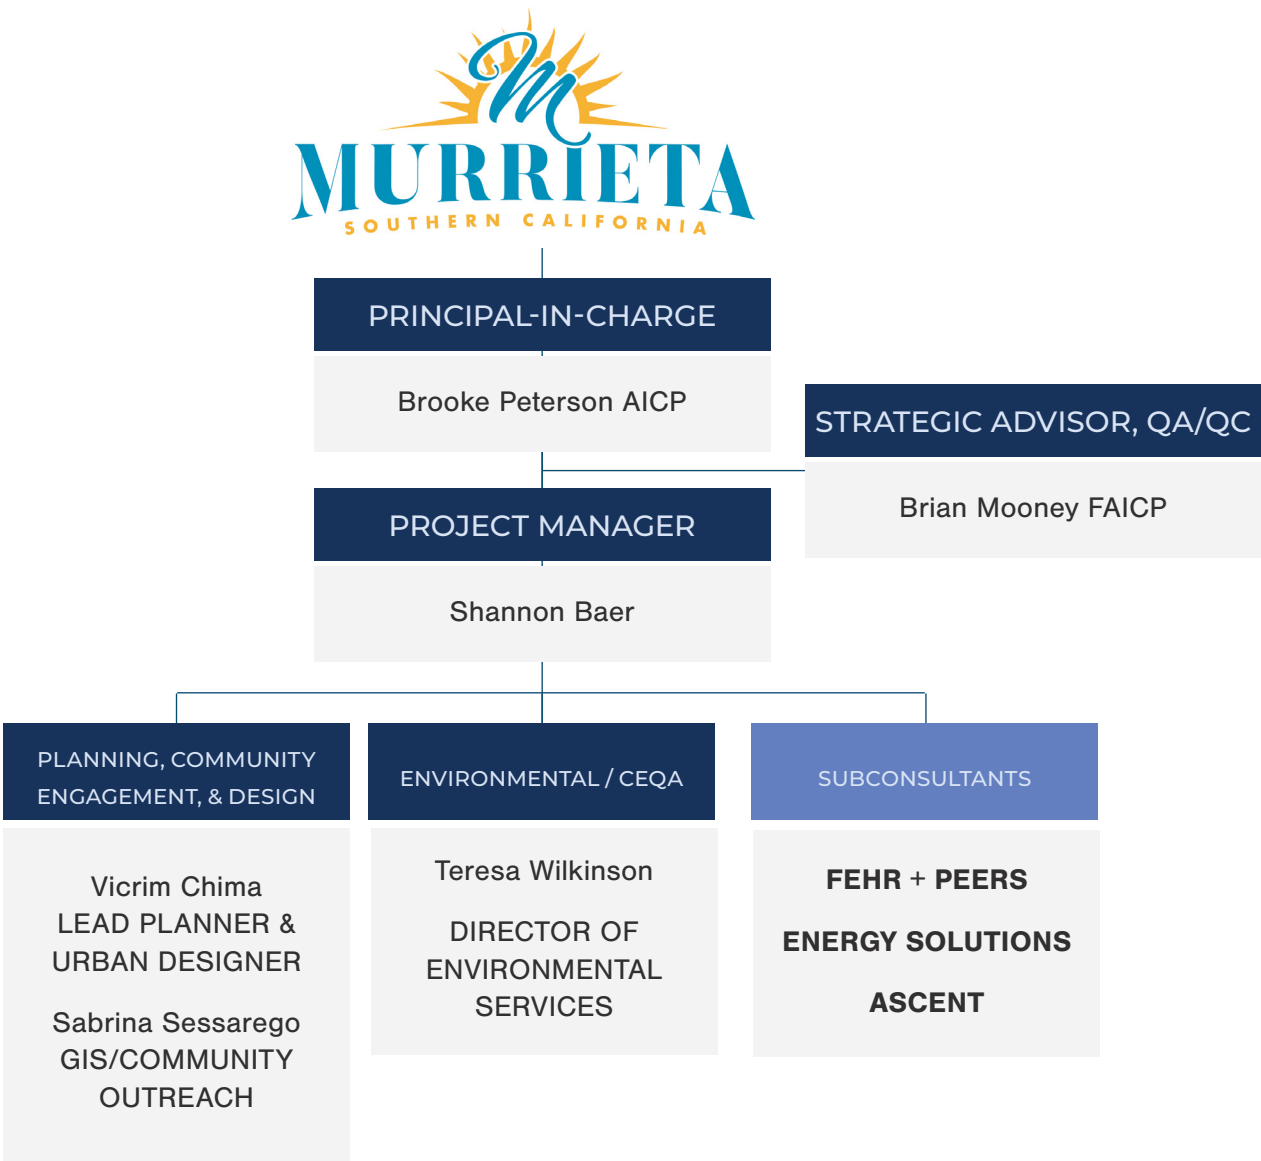 M
MURRIETA
SOUTHERN CALIFORNIA
PRINCIPAL-IN-CHARGE
Brooke Peterson AICP
STRATEGIC ADVISOR, QA/QC
Brian Mooney FAICP
PROJECT MANAGER
Shannon Baer
PLANNING, COMMUNITY
ENGAGEMENT, & DESIGN
Vicrim Chima
LEAD PLANNER &
URBAN DESIGNER
Sabrina Sessarego
GIS/COMMUNITY
OUTREACH
ENVIRONMENTAL / CEQA
Teresa Wilkinson
DIRECTOR OF
ENVIRONMENTAL
SERVICES
SUBCONSULTANTS
FEHR + PEERS
ENERGY SOLUTIONS
ASCENT